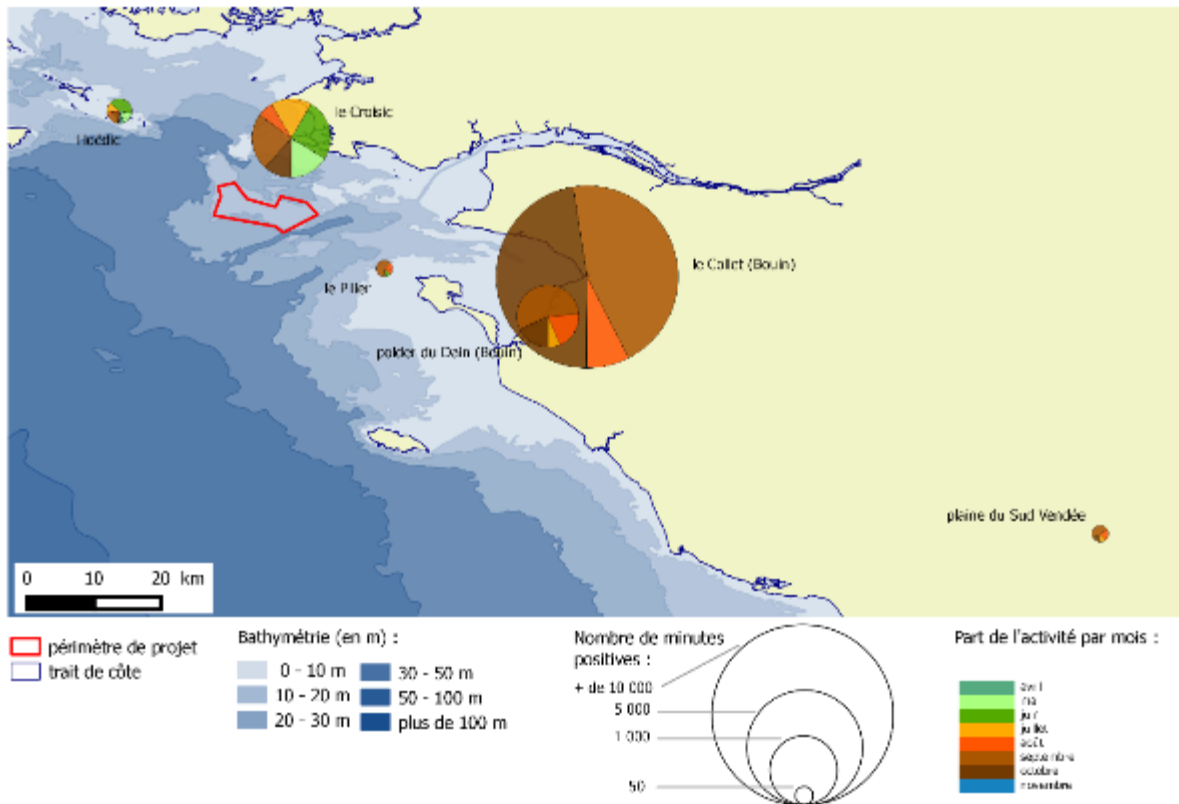 le Croisic
Hoëdic
le Collet (Bouin)
le Pilier
polder du Dain (Bouin)
plaine du Sud Vendée
0 10 20 km
périmètre de projet
trait de côte
Bathymétrie (en m) :
0 - 10 m
10 - 20 m
20 - 30 m
30 - 50 m
50 - 100 m
plus de 100 m
Nombre de minutes
positives :
+ de 10 000
5 000
1 000
50
Part de l'activité par mois :
avril
mai
juin
juillet
août
septembre
octobre
novembre